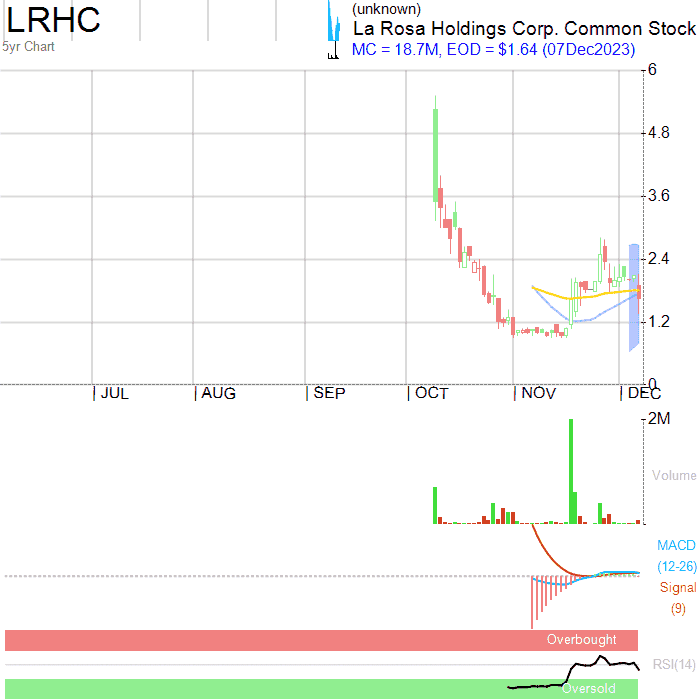 LRHC
5yr Chart
(unknown)
La Rosa Holdings Corp. Common Stock
MC = 18.7M, EOD = $1.64 (07Dec2023)
6
4.8
3.6
2.4
1.2
0
JUL AUG SEP OCT NOV DEC
2M
Volume
MACD
(12-26)
Signal
(9)
Overbought
RSI(14)
Oversold